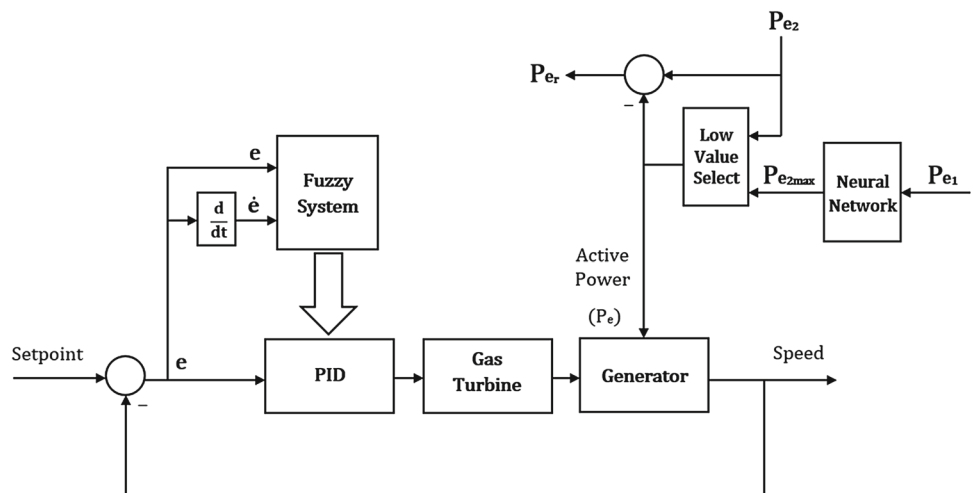 Pe2
Per
−
Low
Value
Select
Pe2max
Neural
Network
Pe1
e
Fuzzy
System
d
dt
ė
Active
Power
(Pe)
Setpoint
−
e
PID
Gas
Turbine
Generator
Speed